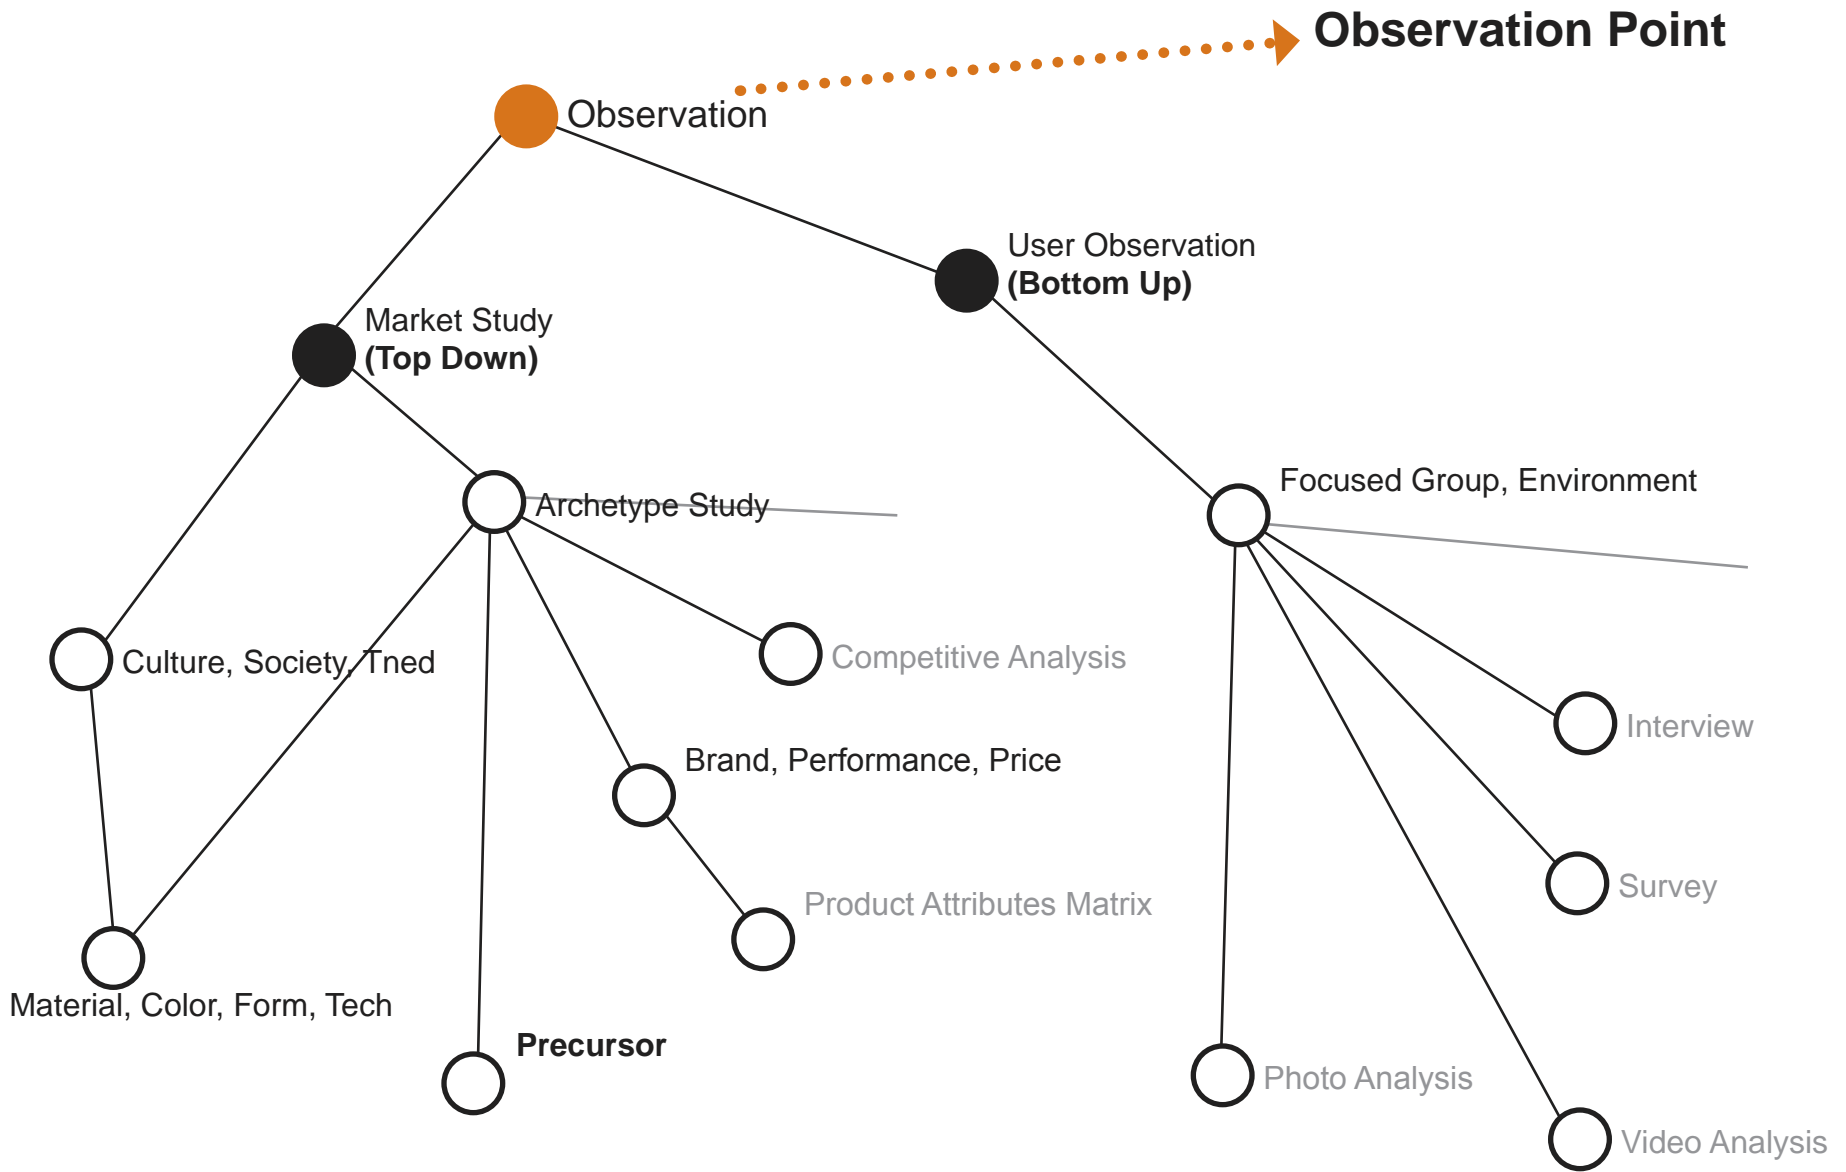 Observation Point
Observation
User Observation
(Bottom Up)
Market Study
(Top Down)
Focused Group, Environment
Archetype Study
Culture, Society, Tned
Competitive Analysis
Interview
Brand, Performance, Price
Survey
Product Attributes Matrix
Material, Color, Form, Tech
Precursor
Photo Analysis
Video Analysis